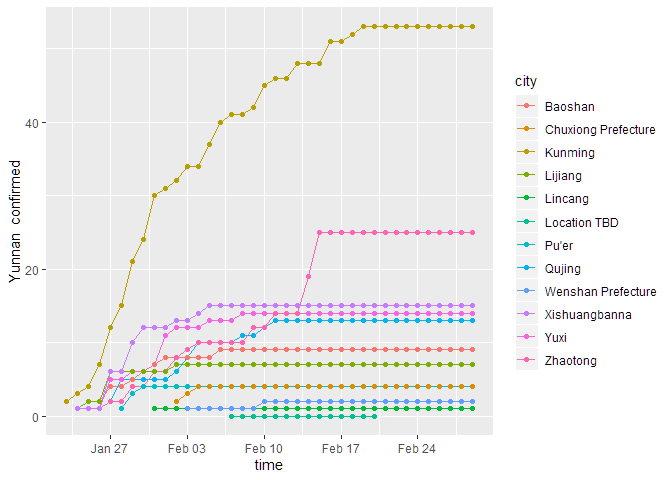 Yunnan confirmed
40
20
0
Jan 27
Feb 03
Feb 10
Feb 17
Feb 24
time
city
Baoshan
Chuxiong Prefecture
Kunming
Lijiang
Lincang
Location TBD
Pu'er
Qujing
Wenshan Prefecture
Xishuangbanna
Yuxi
Zhaotong